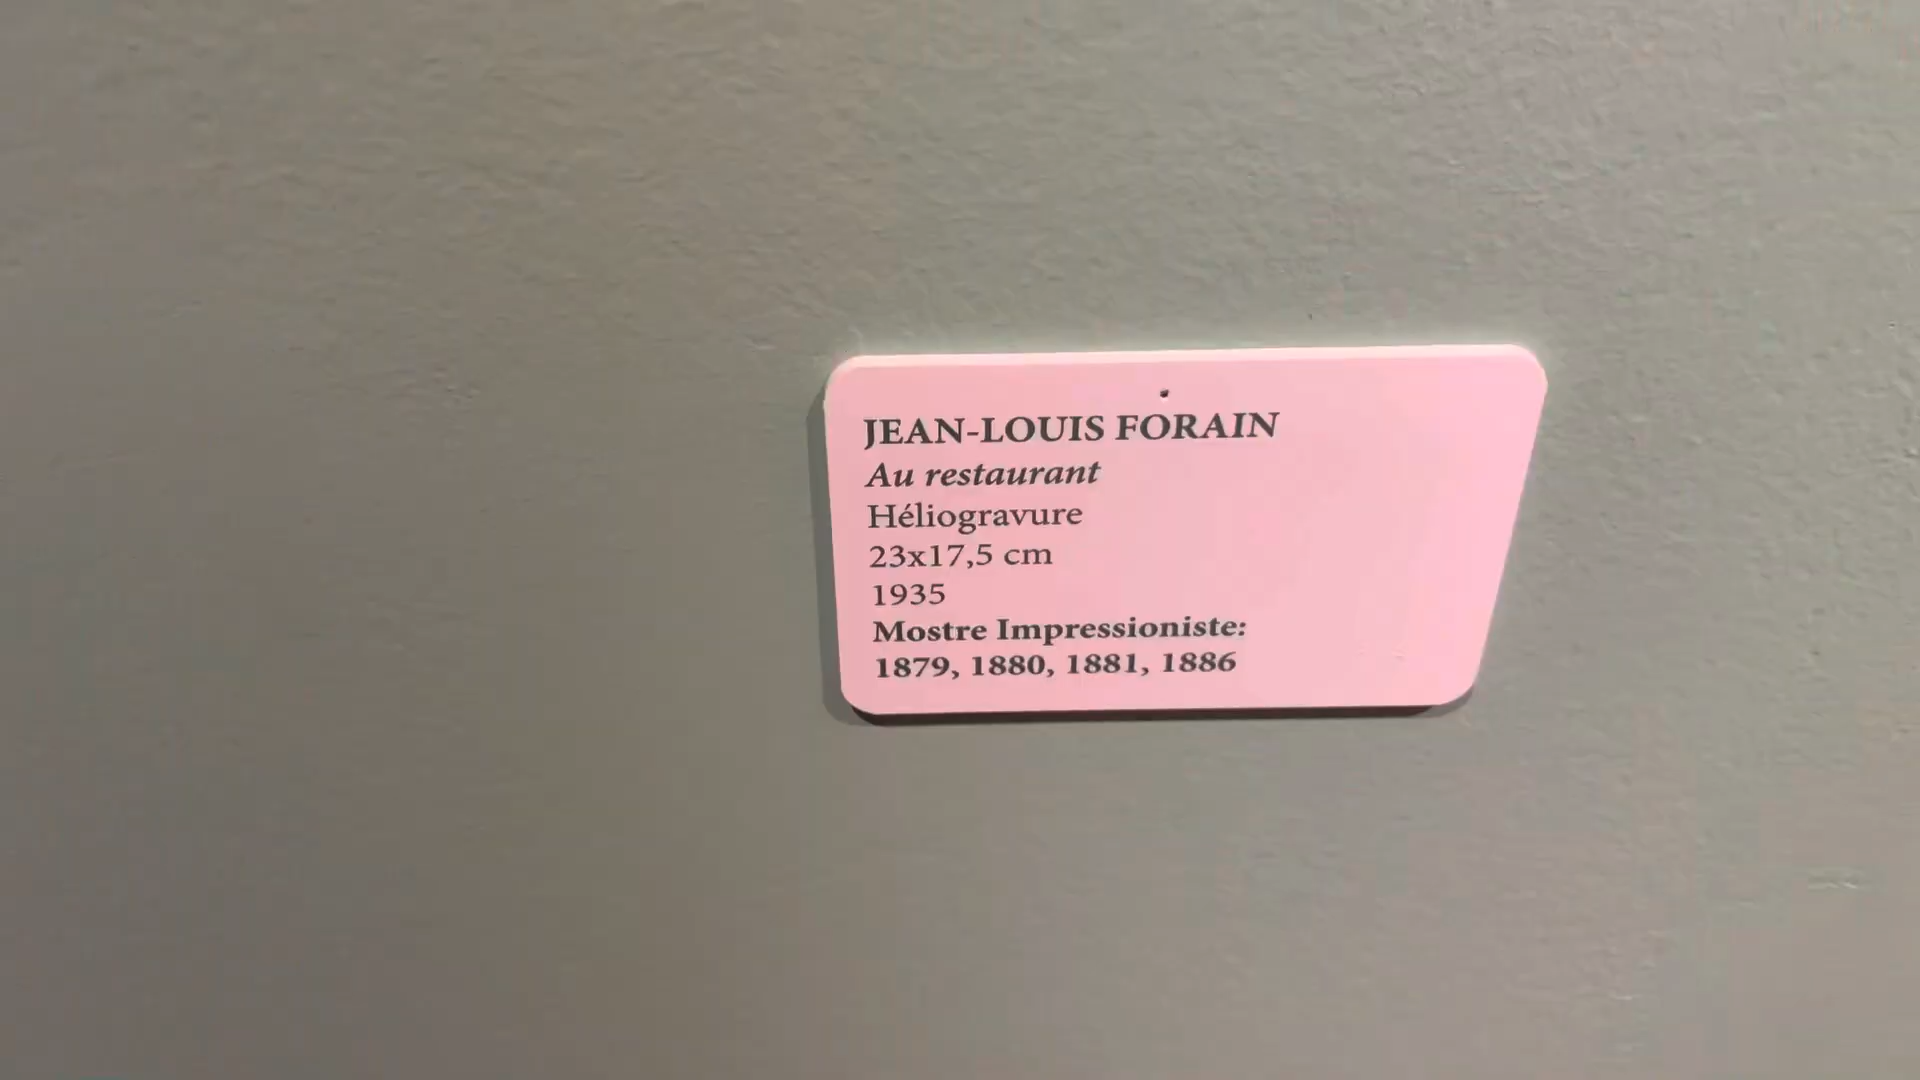 JEAN-LOUIS FORAIN
Au restaurant
Héliogravure
23x17,5 cm
1935
Mostre Impressioniste:
1879, 1880, 1881, 1886